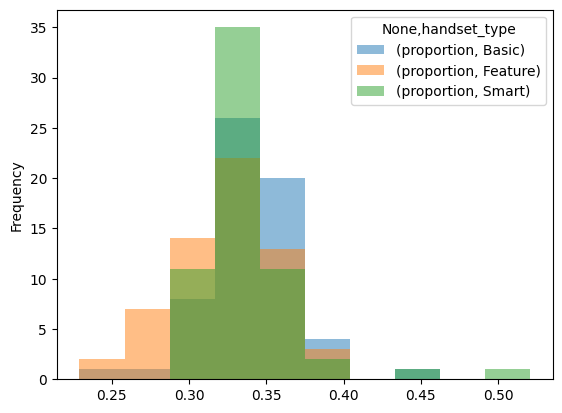 None,handset_type
(proportion, Basic)
(proportion, Feature)
(proportion, Smart)
Frequency
35
30
25
20
15
10
5
0
0.25 0.30 0.35 0.40 0.45 0.50